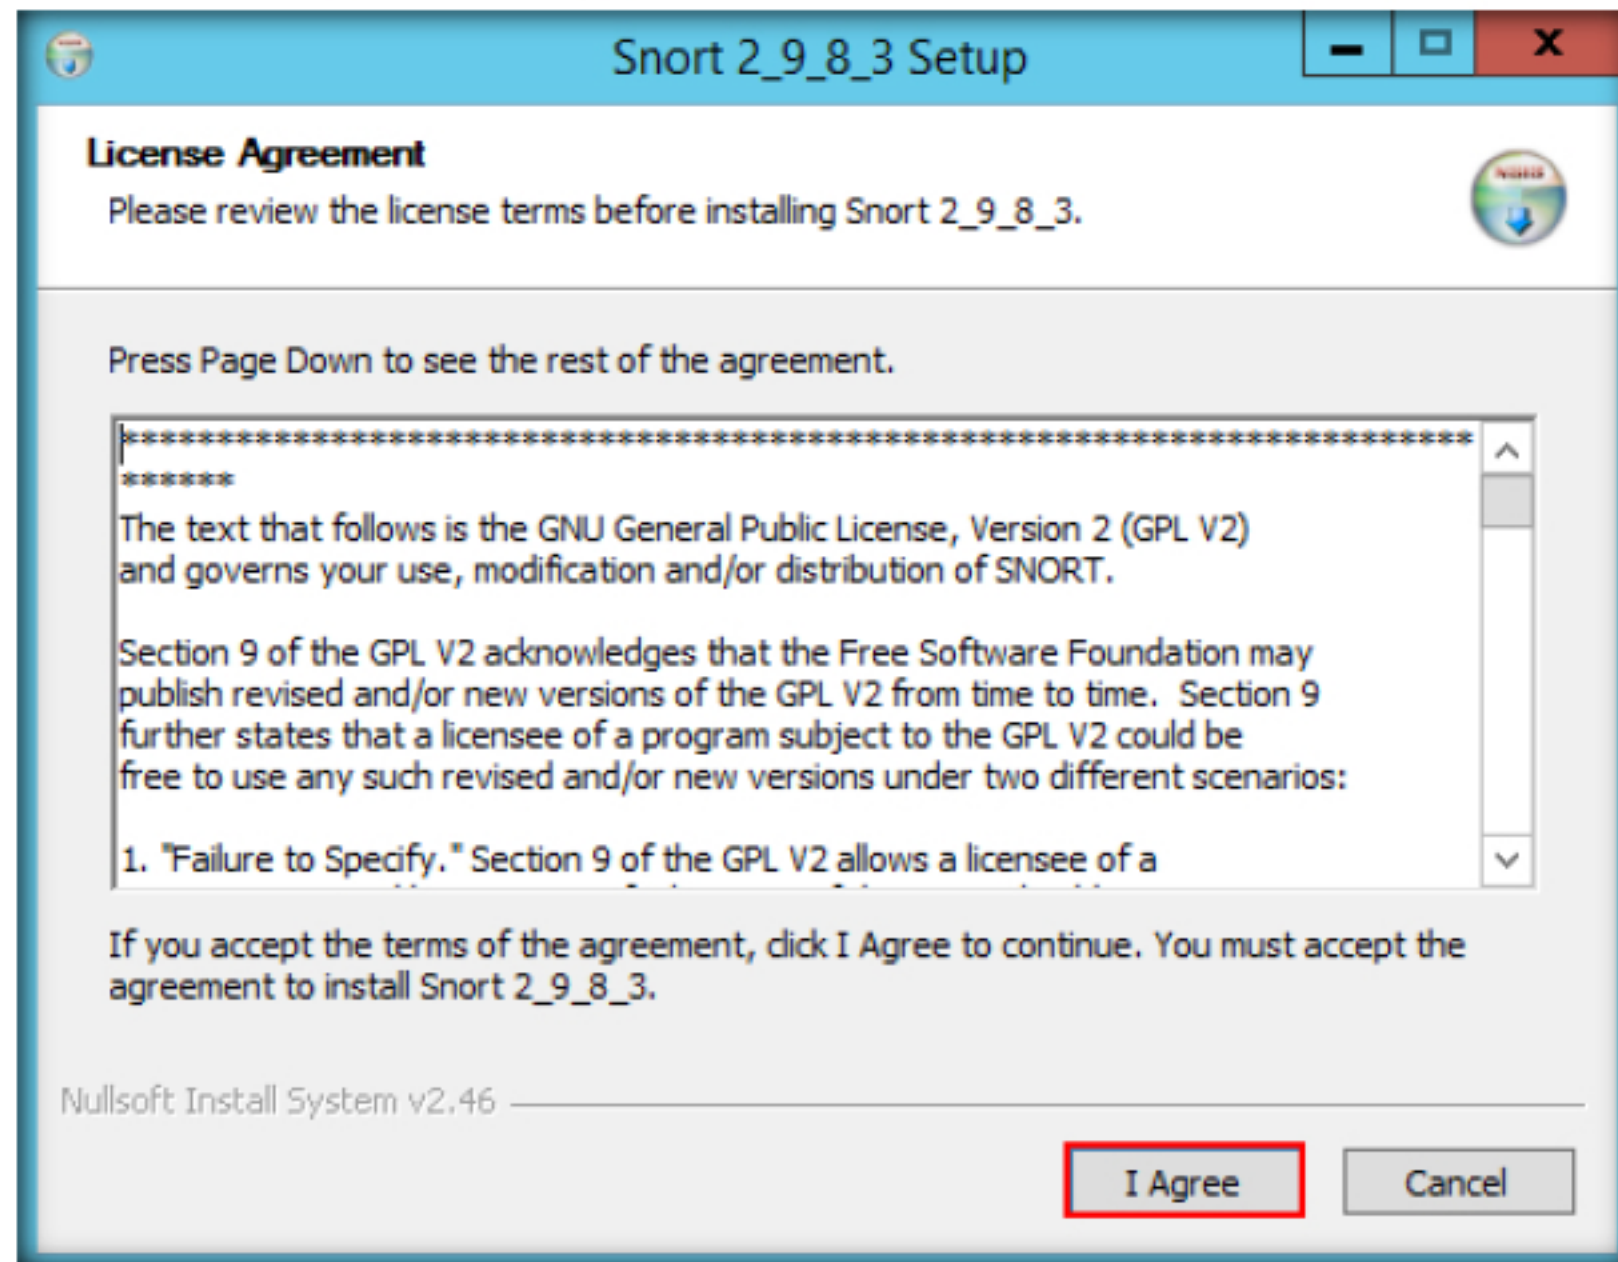 Snort 2_9_8_3 Setup
License Agreement
Please review the license terms before installing Snort 2_9_8_3.
Press Page Down to see the rest of the agreement.
***********************************************************************************
*******
The text that follows is the GNU General Public License, Version 2 (GPL V2)
and governs your use, modification and/or distribution of SNORT.
Section 9 of the GPL V2 acknowledges that the Free Software Foundation may
publish revised and/or new versions of the GPL V2 from time to time.  Section 9
further states that a licensee of a program subject to the GPL V2 could be
free to use any such revised and/or new versions under two different scenarios:
1. "Failure to Specify." Section 9 of the GPL V2 allows a licensee of a
If you accept the terms of the agreement, click I Agree to continue. You must accept the
agreement to install Snort 2_9_8_3.
Nullsoft Install System v2.46
I Agree
Cancel